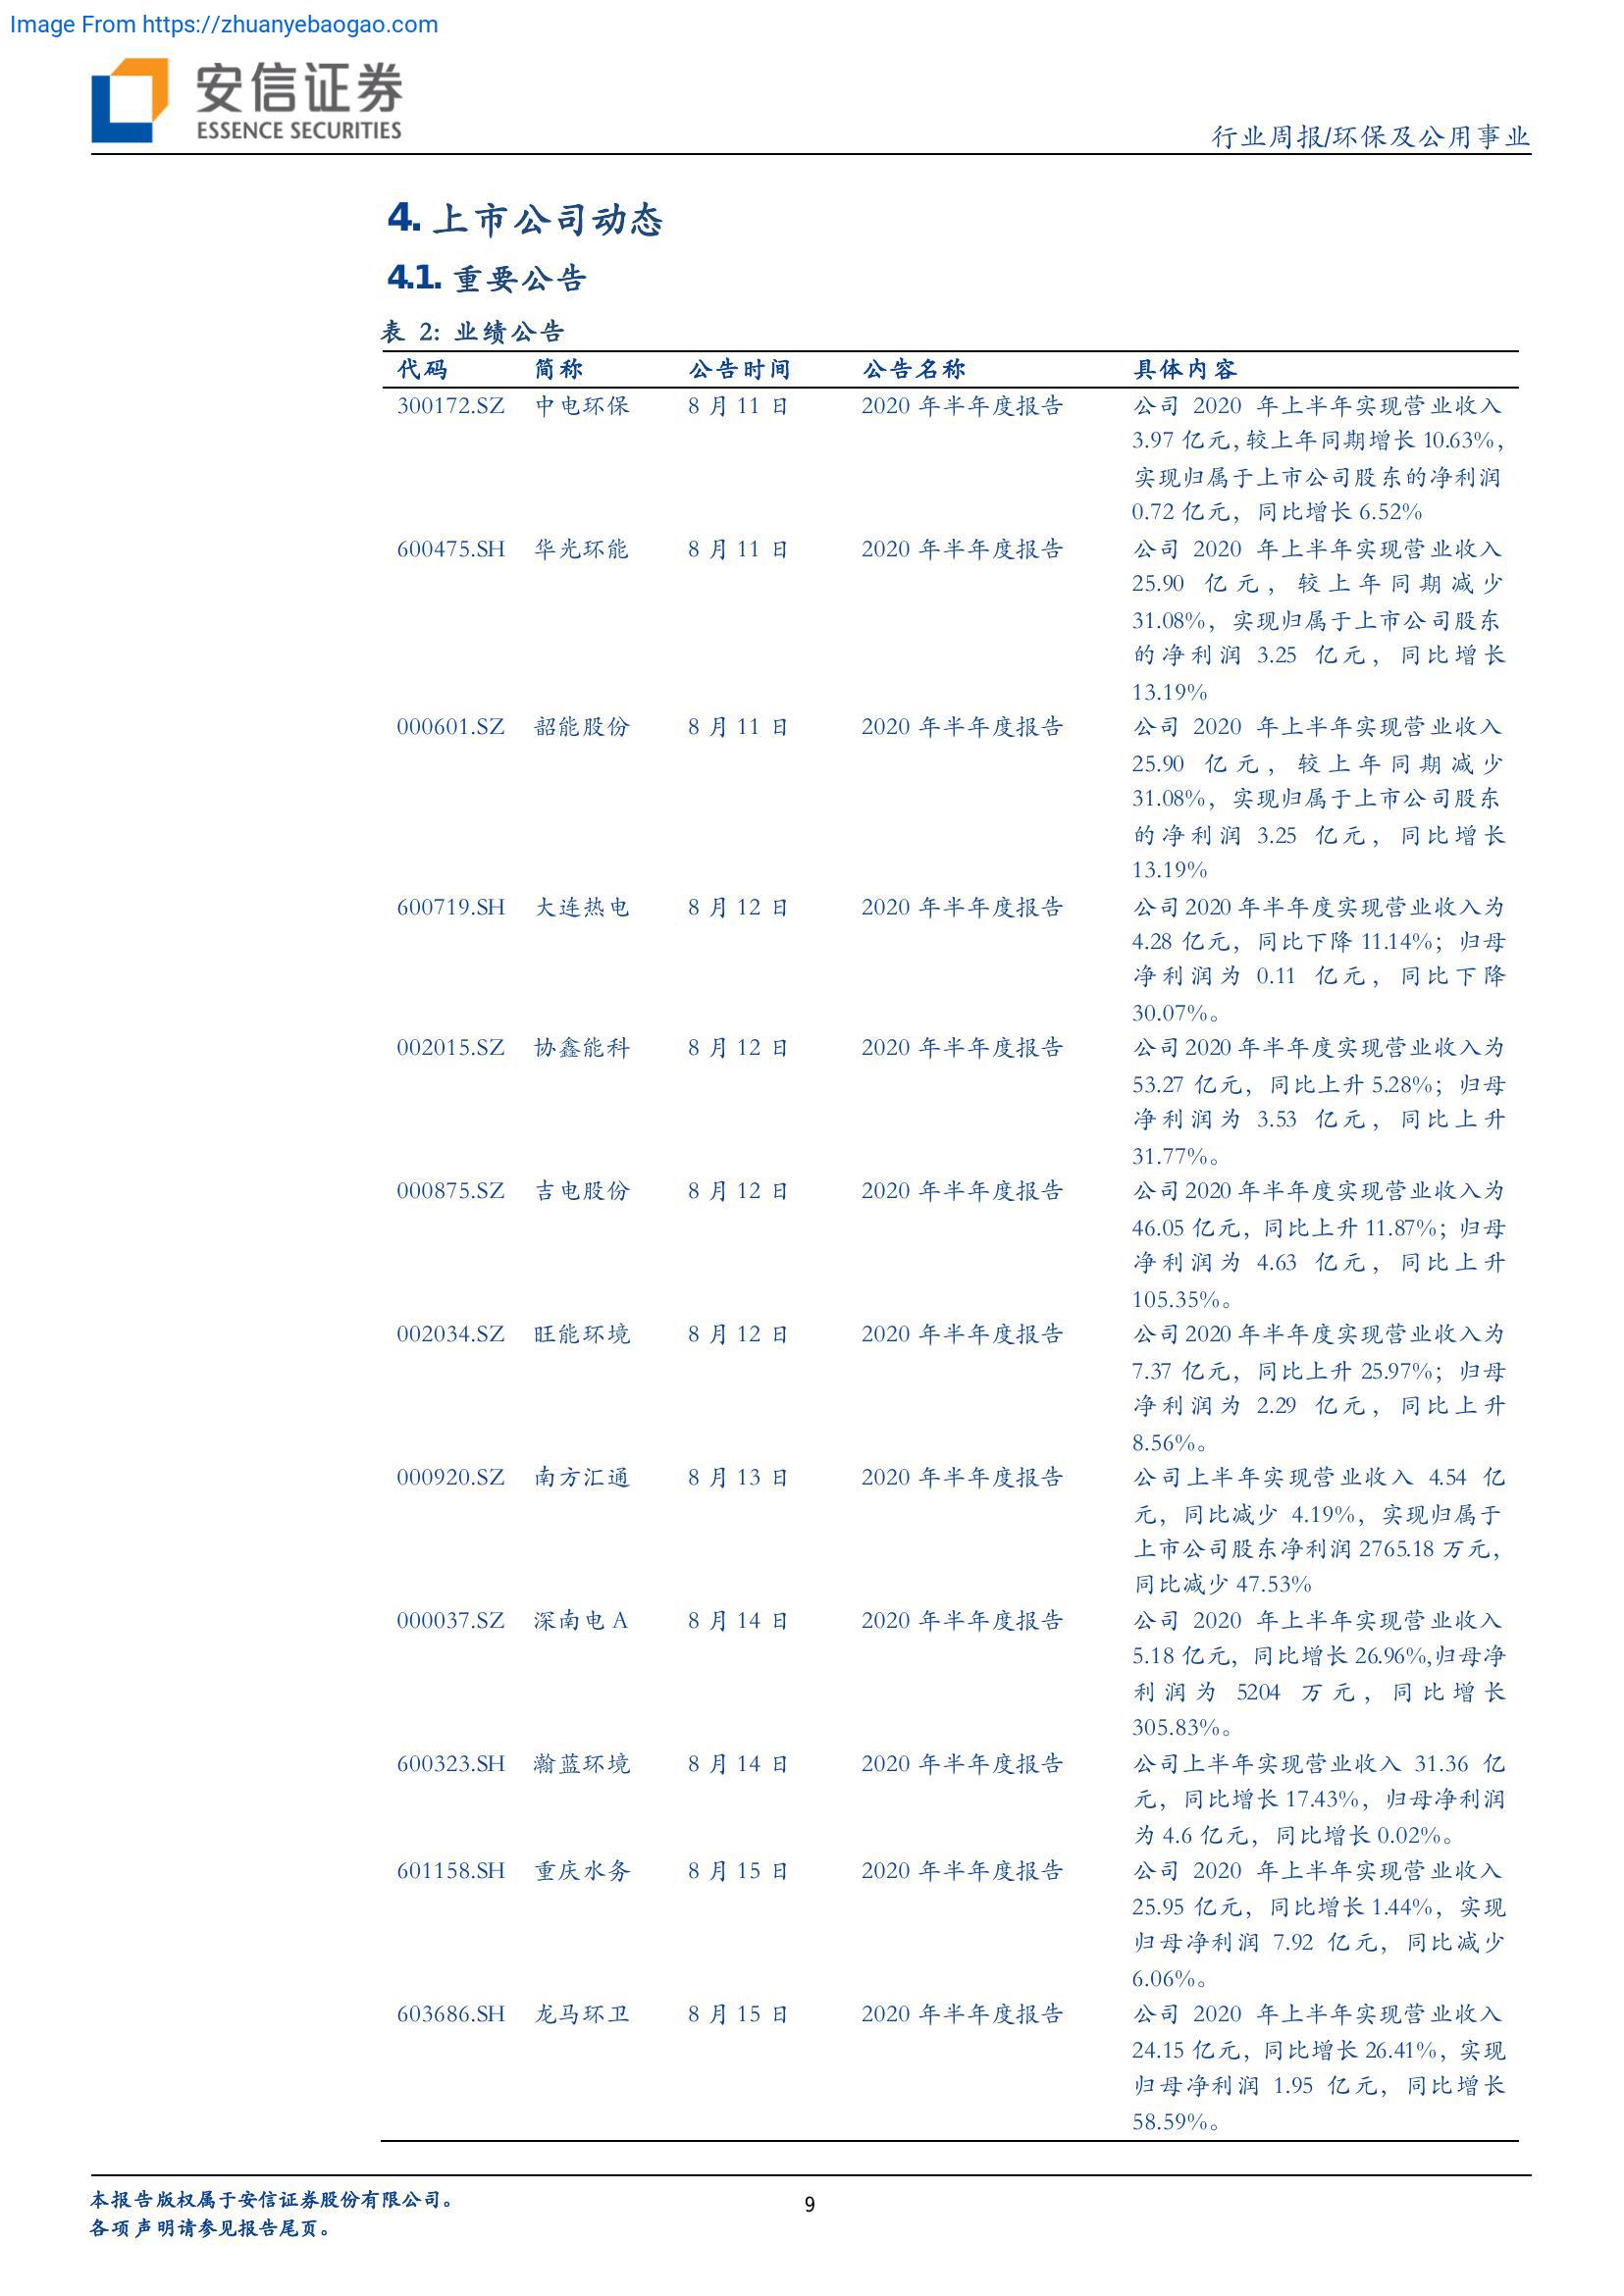 Image From https://zhuanyebaogao.com
安信证券
ESSENCE SECURITIES
行业周报/环保及公用事业
4. 上市公司动态
4.1. 重要公告
表 2: 业绩公告
代码 简称 公告时间 公告名称 具体内容
300172.SZ 中电环保 8 月 11 日 2020 年半年度报告 公司 2020 年上半年实现营业收入
3.97 亿元,较上年同期增长 10.63%,
实现归属于上市公司股东的净利润
0.72 亿元，同比增长 6.52%
600475.SH 华光环能 8 月 11 日 2020 年半年度报告 公司 2020 年上半年实现营业收入
25.90 亿元，较上年同期减少
31.08%，实现归属于上市公司股东
的净利润 3.25 亿元，同比增长
13.19%
000601.SZ 韶能股份 8 月 11 日 2020 年半年度报告 公司 2020 年上半年实现营业收入
25.90 亿元，较上年同期减少
31.08%，实现归属于上市公司股东
的净利润 3.25 亿元，同比增长
13.19%
600719.SH 大连热电 8 月 12 日 2020 年半年度报告 公司 2020 年半年度实现营业收入为
4.28 亿元，同比下降 11.14%；归母
净利润为 0.11 亿元，同比下降
30.07%。
002015.SZ 协鑫能科 8 月 12 日 2020 年半年度报告 公司 2020 年半年度实现营业收入为
53.27 亿元，同比上升 5.28%；归母
净利润为 3.53 亿元，同比上升
31.77%。
000875.SZ 吉电股份 8 月 12 日 2020 年半年度报告 公司 2020 年半年度实现营业收入为
46.05 亿元，同比上升 11.87%；归母
净利润为 4.63 亿元，同比上升
105.35%。
002034.SZ 旺能环境 8 月 12 日 2020 年半年度报告 公司 2020 年半年度实现营业收入为
7.37 亿元，同比上升 25.97%；归母
净利润为 2.29 亿元，同比上升
8.56%。
000920.SZ 南方汇通 8 月 13 日 2020 年半年度报告 公司上半年实现营业收入 4.54 亿
元，同比减少 4.19%，实现归属于
上市公司股东净利润 2765.18 万元，
同比减少 47.53%
000037.SZ 深南电 A 8 月 14 日 2020 年半年度报告 公司 2020 年上半年实现营业收入
5.18 亿元，同比增长 26.96%,归母净
利润为 5204 万元，同比增长
305.83%。
600323.SH 瀚蓝环境 8 月 14 日 2020 年半年度报告 公司上半年实现营业收入 31.36 亿
元，同比增长 17.43%，归母净利润
为 4.6 亿元，同比增长 0.02%。
601158.SH 重庆水务 8 月 15 日 2020 年半年度报告 公司 2020 年上半年实现营业收入
25.95 亿元，同比增长 1.44%，实现
归母净利润 7.92 亿元，同比减少
6.06%。
603686.SH 龙马环卫 8 月 15 日 2020 年半年度报告 公司 2020 年上半年实现营业收入
24.15 亿元，同比增长 26.41%，实现
归母净利润 1.95 亿元，同比增长
58.59%。
本报告版权属于安信证券股份有限公司。
各项声明请参见报告尾页。
9